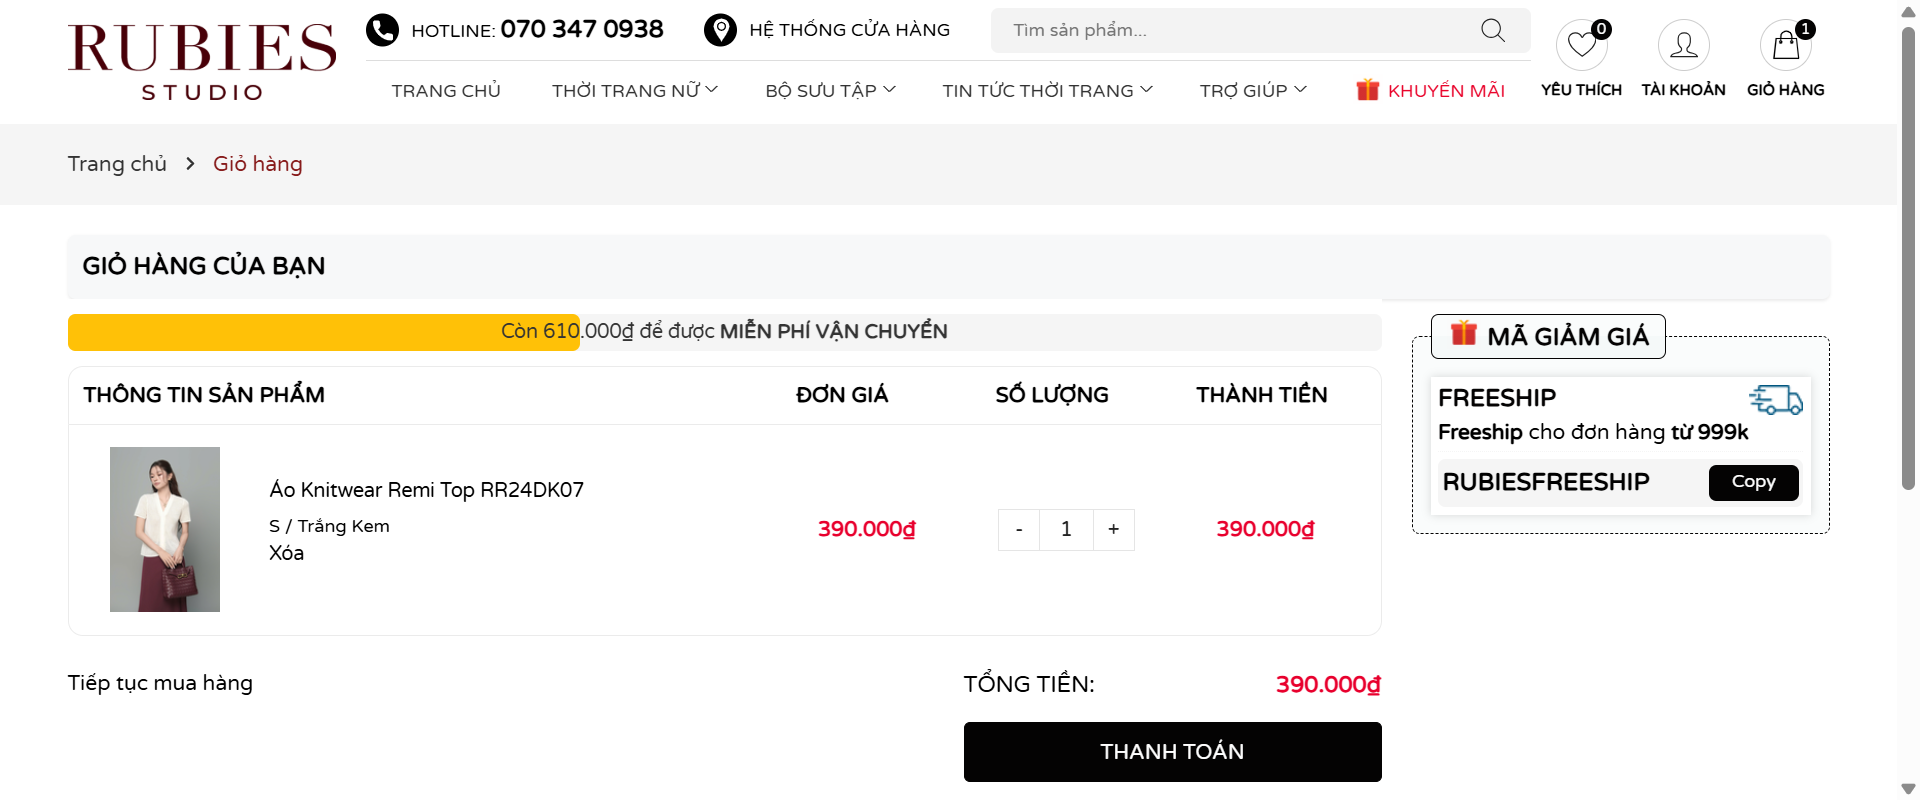 RUBIES
STUDIO
HOTLINE: 070 347 0938
HỆ THỐNG CỬA HÀNG
Tìm sản phẩm...
0
1
TRANG CHỦ
THỜI TRANG NỮ
BỘ SƯU TẬP
TIN TỨC THỜI TRANG
TRỢ GIÚP
KHUYẾN MÃI
YÊU THÍCH
TÀI KHOẢN
GIỎ HÀNG
Trang chủ > Giỏ hàng
GIỎ HÀNG CỦA BẠN
Còn 610.000₫ để được MIỄN PHÍ VẬN CHUYỂN
THÔNG TIN SẢN PHẨM
ĐƠN GIÁ
SỐ LƯỢNG
THÀNH TIỀN
Áo Knitwear Remi Top RR24DK07
S / Trắng Kem
Xóa
390.000₫
- 1 +
390.000₫
Tiếp tục mua hàng
TỔNG TIỀN:
390.000₫
THANH TOÁN
MÃ GIẢM GIÁ
FREESHIP
Freeship cho đơn hàng từ 999k
RUBIESFREESHIP
Copy